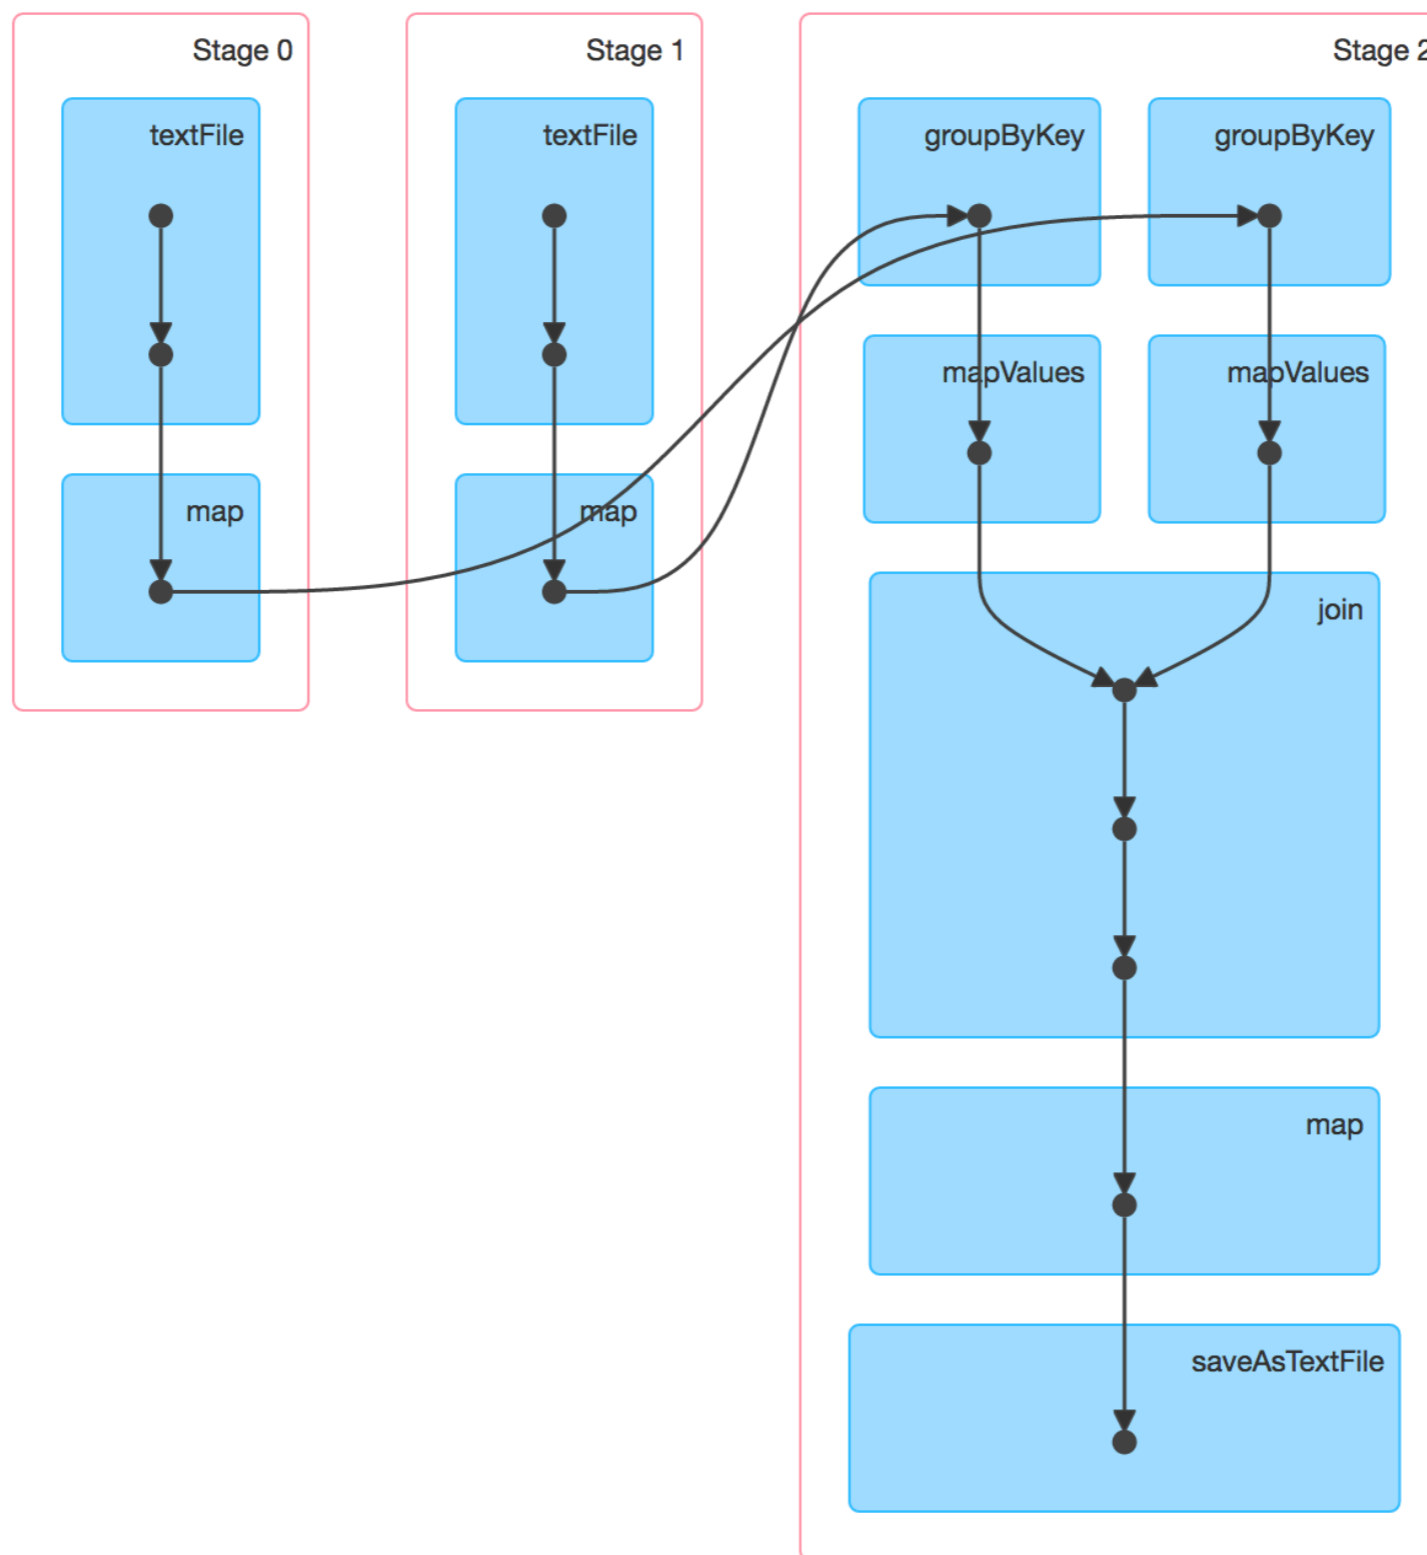 Stage 0
textFile
map
Stage 1
textFile
map
Stage 2
groupByKey
groupByKey
mapValues
mapValues
join
map
saveAsTextFile